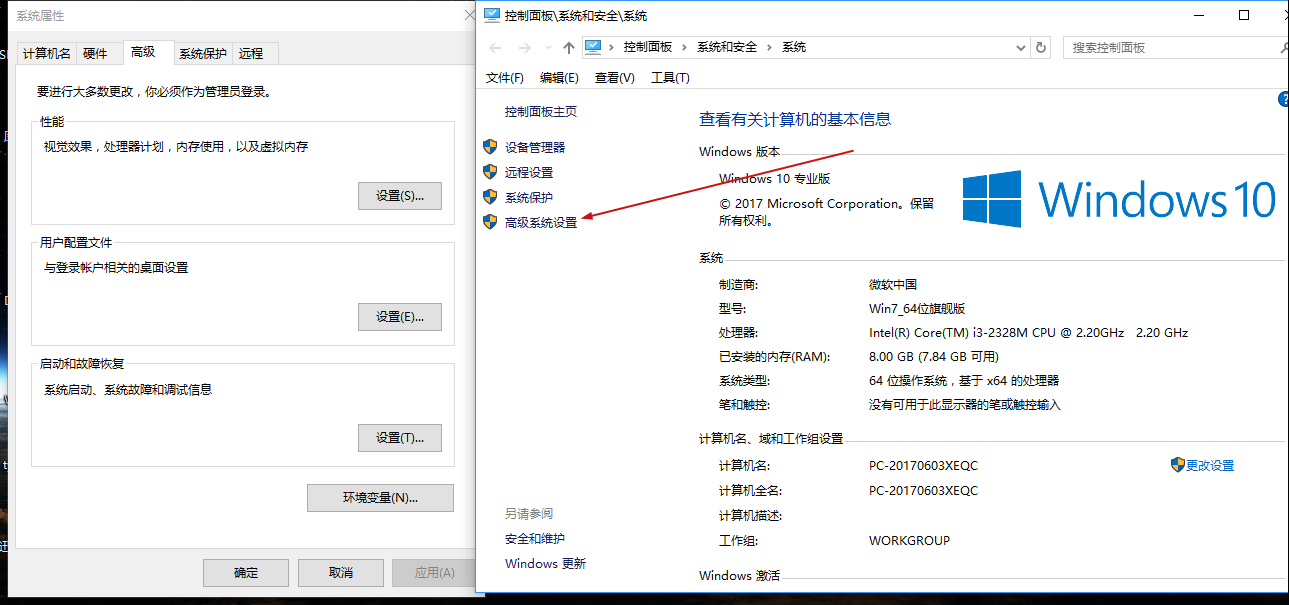 系统属性
计算机名 硬件 高级 系统保护 远程
要进行大多数更改，你必须作为管理员登录。
性能
视觉效果，处理器计划，内存使用，以及虚拟内存
设置(S)...
用户配置文件
与登录帐户相关的桌面设置
设置(E)...
启动和故障恢复
系统启动、系统故障和调试信息
设置(T)...
环境变量(N)...
确定 取消 应用(A)
控制面板\系统和安全\系统
控制面板 系统和安全 系统
搜索控制面板
文件(F) 编辑(E) 查看(V) 工具(T)
控制面板主页
设备管理器
远程设置
系统保护
高级系统设置
另请参阅
安全和维护
Windows 更新
查看有关计算机的基本信息
Windows 版本
Windows 10 专业版
© 2017 Microsoft Corporation。保留
所有权利。
Windows 10
系统
制造商: 微软中国
型号: Win7_64位旗舰版
处理器: Intel(R) Core(TM) i3-2328M CPU @ 2.20GHz 2.20 GHz
已安装的内存(RAM): 8.00 GB (7.84 GB 可用)
系统类型: 64 位操作系统，基于 x64 的处理器
笔和触控: 没有可用于此显示器的笔或触控输入
计算机名、域和工作组设置
计算机名: PC-20170603XEQC 更改设置
计算机全名: PC-20170603XEQC
计算机描述:
工作组: WORKGROUP
Windows 激活